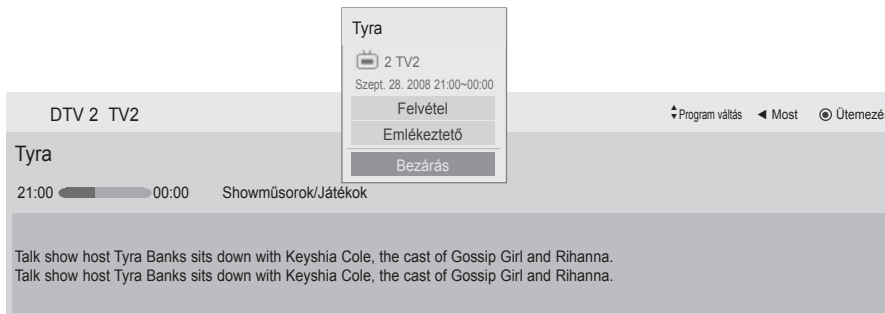 Tyra
2 TV2
Szept. 28. 2008 21:00~00:00
Felvétel
Emlékeztető
Bezárás
DTV 2 TV2
Program váltás ◄ Most ◉ Ütemezés
Tyra
21:00 00:00 Showműsorok/Játékok
Talk show host Tyra Banks sits down with Keyshia Cole, the cast of Gossip Girl and Rihanna.
Talk show host Tyra Banks sits down with Keyshia Cole, the cast of Gossip Girl and Rihanna.